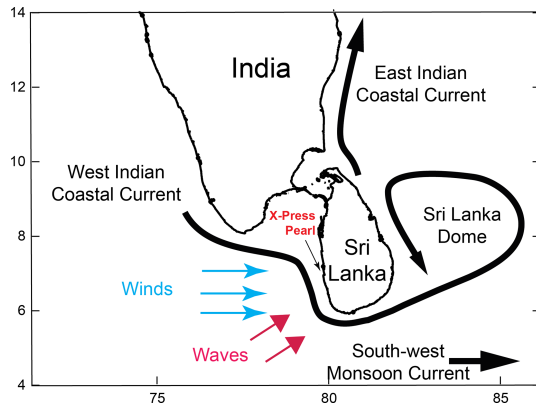 14
12
10
8
6
4
75
80
85
India
East Indian
Coastal Current
West Indian
Coastal Current
X-Press
Pearl
Sri Lanka
Dome
Sri
Lanka
Winds
Waves
South-west
Monsoon Current